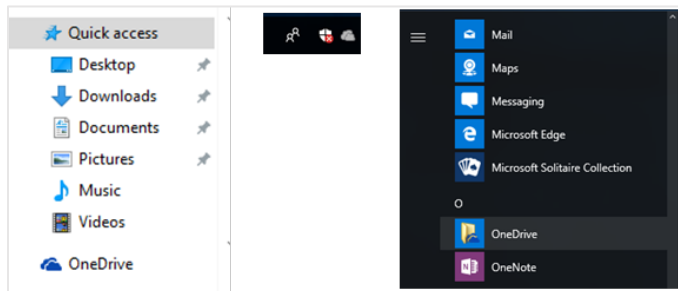 Quick access
Desktop
Downloads
Documents
Pictures
Music
Videos
OneDrive
Mail
Maps
Messaging
Microsoft Edge
Microsoft Solitaire Collection
O
OneDrive
OneNote